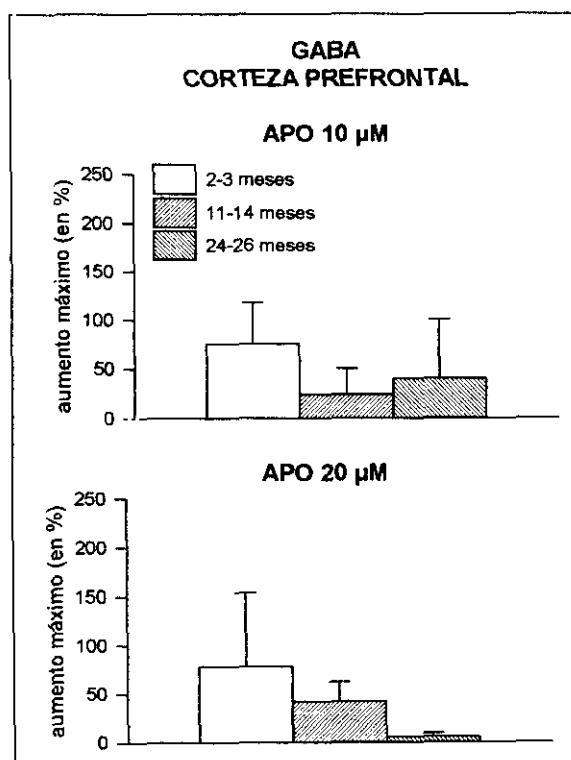 GABA
CORTEZA PREFRONTAL
APO 10 µM
aumento máximo (en %)
250
200
150
100
50
0
2-3 meses
11-14 meses
24-26 meses
APO 20 µM
aumento máximo (en %)
250
200
150
100
50
0